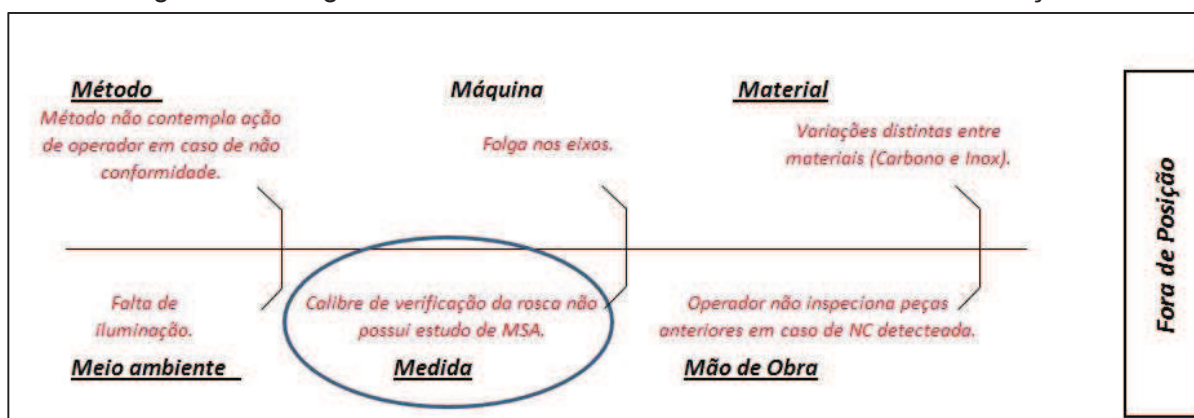 Método
Máquina
Material
Método não contempla ação
de operador em caso de não
conformidade.
Folga nos eixos.
Variações distintas entre
materiais (Carbono e Inox).
Falta de
iluminação.
Meio ambiente
Calibre de verificação da rosca não
possui estudo de MSA.
Medida
Operador não inspeciona peças
anteriores em caso de NC detecteada.
Mão de Obra
Fora de Posição